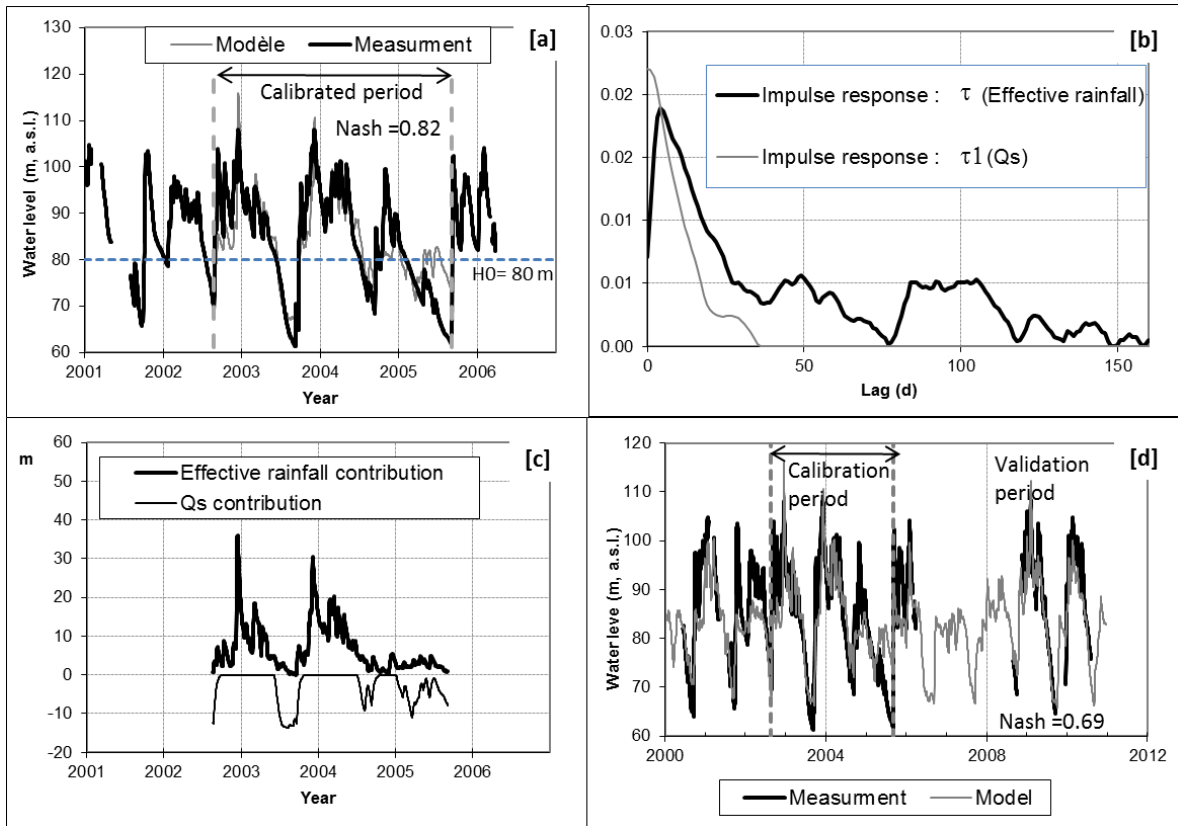 [a]
Modèle
Measurment
Calibrated period
Nash =0.82
H0= 80 m
Water level (m, a.s.l.)
130
120
110
100
90
80
70
60
2001
2002
2003
2004
2005
2006
Year
[b]
Impulse response : τ (Effective rainfall)
Impulse response : τ1 (Qs)
0.03
0.02
0.02
0.01
0.01
0.00
0
50
100
150
Lag (d)
[c]
m
Effective rainfall contribution
Qs contribution
60
50
40
30
20
10
0
-10
-20
2001
2002
2003
2004
2005
2006
Year
[d]
Calibration
period
Validation
period
Nash =0.69
Water leve (m, a.s.l.)
120
110
100
90
80
70
60
2000
2004
2008
2012
Measurment
Model